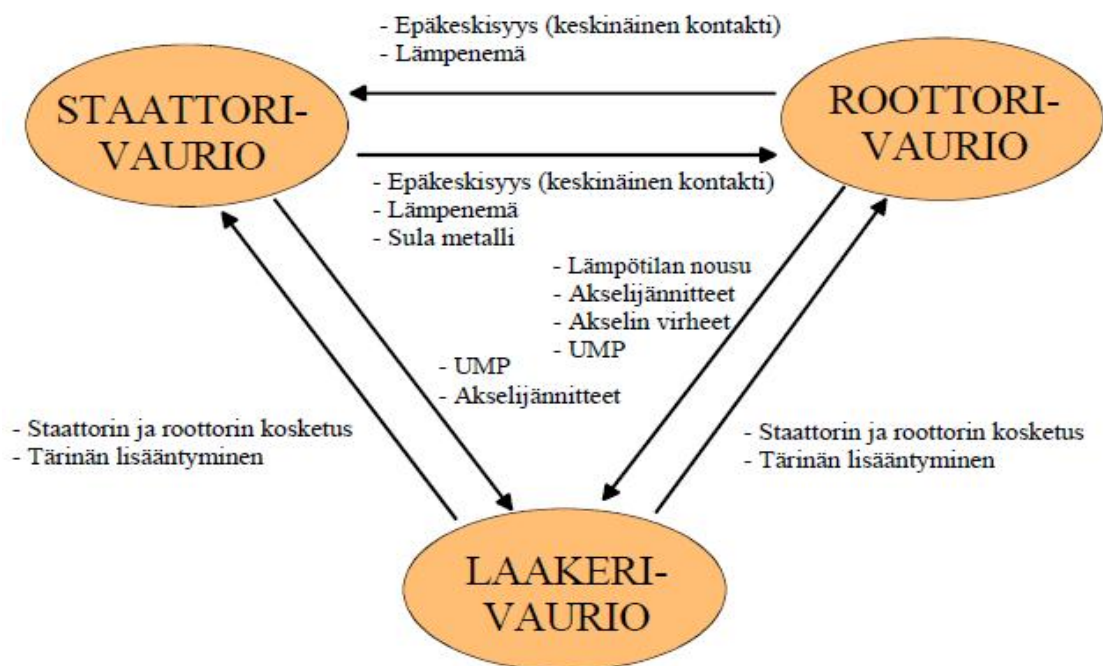 - Epäkeskisyys (keskinäinen kontakti)
- Lämpenemä
STAATTORI-
VAURIO
ROOTTORI-
VAURIO
- Epäkeskisyys (keskinäinen kontakti)
- Lämpenemä
- Sula metalli
- Lämpötilan nousu
- Akselijännitteet
- Akselin virheet
- UMP
- UMP
- Akselijännitteet
- Staattorin ja roottorin kosketus
- Tärinän lisääntyminen
- Staattorin ja roottorin kosketus
- Tärinän lisääntyminen
LAAKERI-
VAURIO